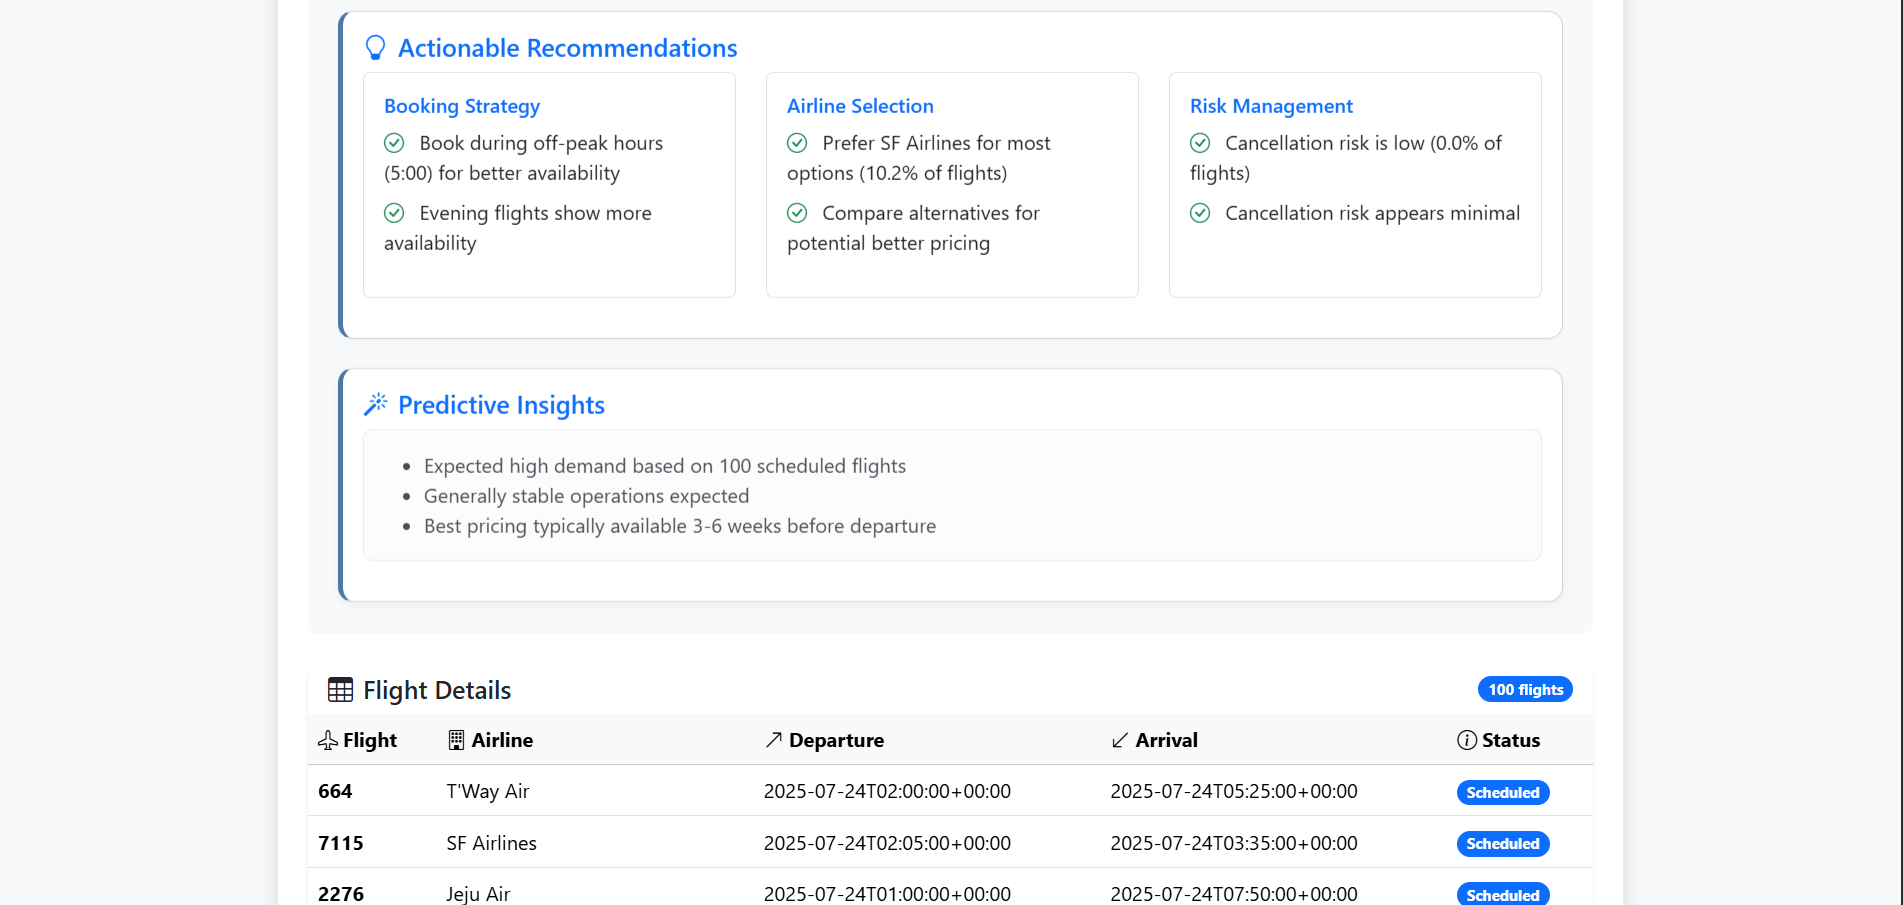 Actionable Recommendations
Booking Strategy
Book during off-peak hours
(5:00) for better availability
Evening flights show more
availability
Airline Selection
Prefer SF Airlines for most
options (10.2% of flights)
Compare alternatives for
potential better pricing
Risk Management
Cancellation risk is low (0.0% of
flights)
Cancellation risk appears minimal
Predictive Insights
Expected high demand based on 100 scheduled flights
Generally stable operations expected
Best pricing typically available 3-6 weeks before departure
Flight Details
100 flights
Flight Airline Departure Arrival Status
664 T'Way Air 2025-07-24T02:00:00+00:00 2025-07-24T05:25:00+00:00 Scheduled
7115 SF Airlines 2025-07-24T02:05:00+00:00 2025-07-24T03:35:00+00:00 Scheduled
2276 Jeju Air 2025-07-24T01:00:00+00:00 2025-07-24T07:50:00+00:00 Scheduled